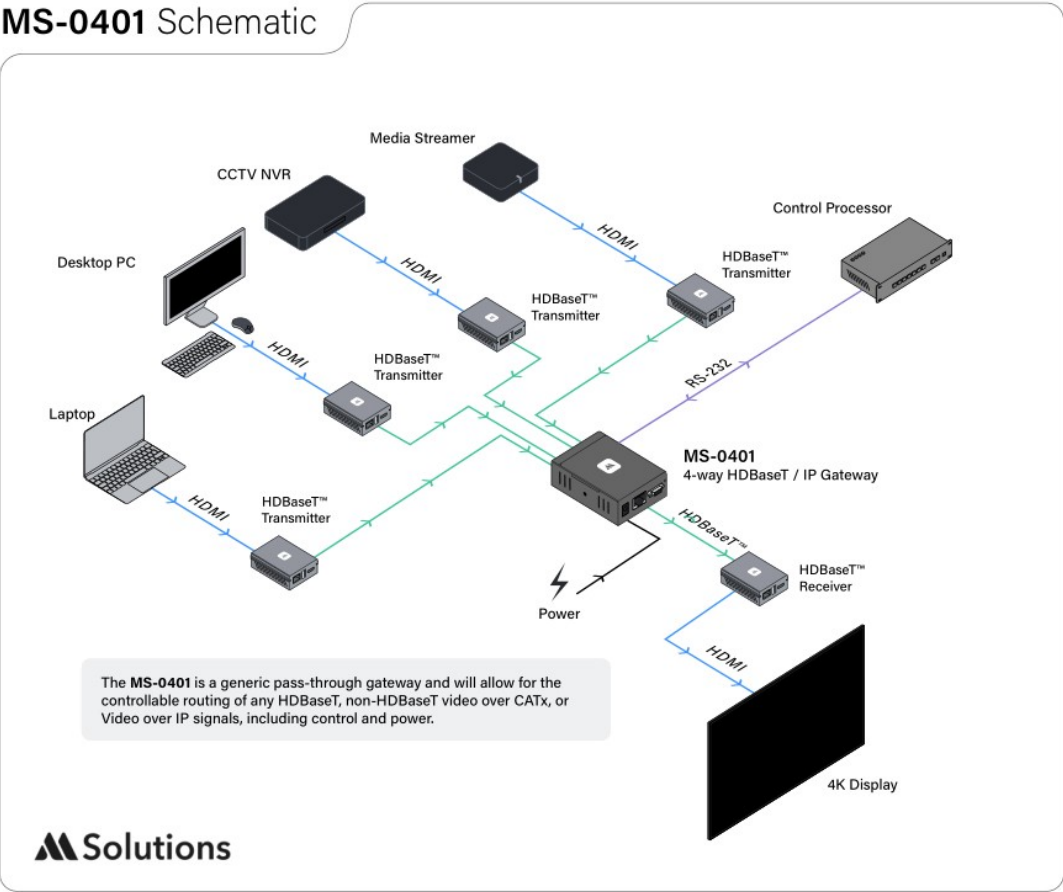 MS-0401 Schematic
Media Streamer
CCTV NVR
Control Processor
Desktop PC
HDMI
HDMI
HDBaseT™
Transmitter
HDBaseT™
Transmitter
HDMI
HDBaseT™
Transmitter
RS-232
Laptop
MS-0401
4-way HDBaseT / IP Gateway
HDMI
HDBaseT™
Transmitter
HDBaseT™
HDBaseT™
Receiver
Power
HDMI
The MS-0401 is a generic pass-through gateway and will allow for the
controllable routing of any HDBaseT, non-HDBaseT video over CATx, or
Video over IP signals, including control and power.
4K Display
Solutions